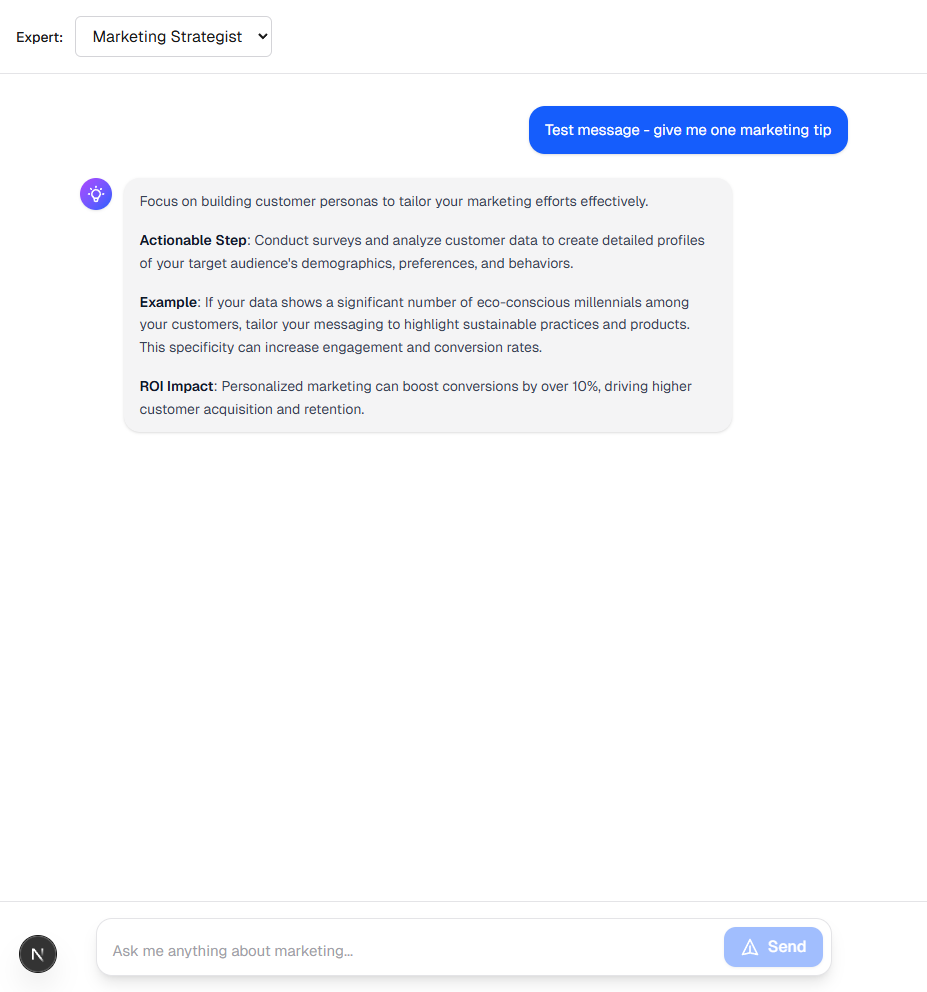 Expert: Marketing Strategist
Test message - give me one marketing tip
Focus on building customer personas to tailor your marketing efforts effectively.
Actionable Step: Conduct surveys and analyze customer data to create detailed profiles
of your target audience's demographics, preferences, and behaviors.
Example: If your data shows a significant number of eco-conscious millennials among
your customers, tailor your messaging to highlight sustainable practices and products.
This specificity can increase engagement and conversion rates.
ROI Impact: Personalized marketing can boost conversions by over 10%, driving higher
customer acquisition and retention.
N
Ask me anything about marketing...
Send